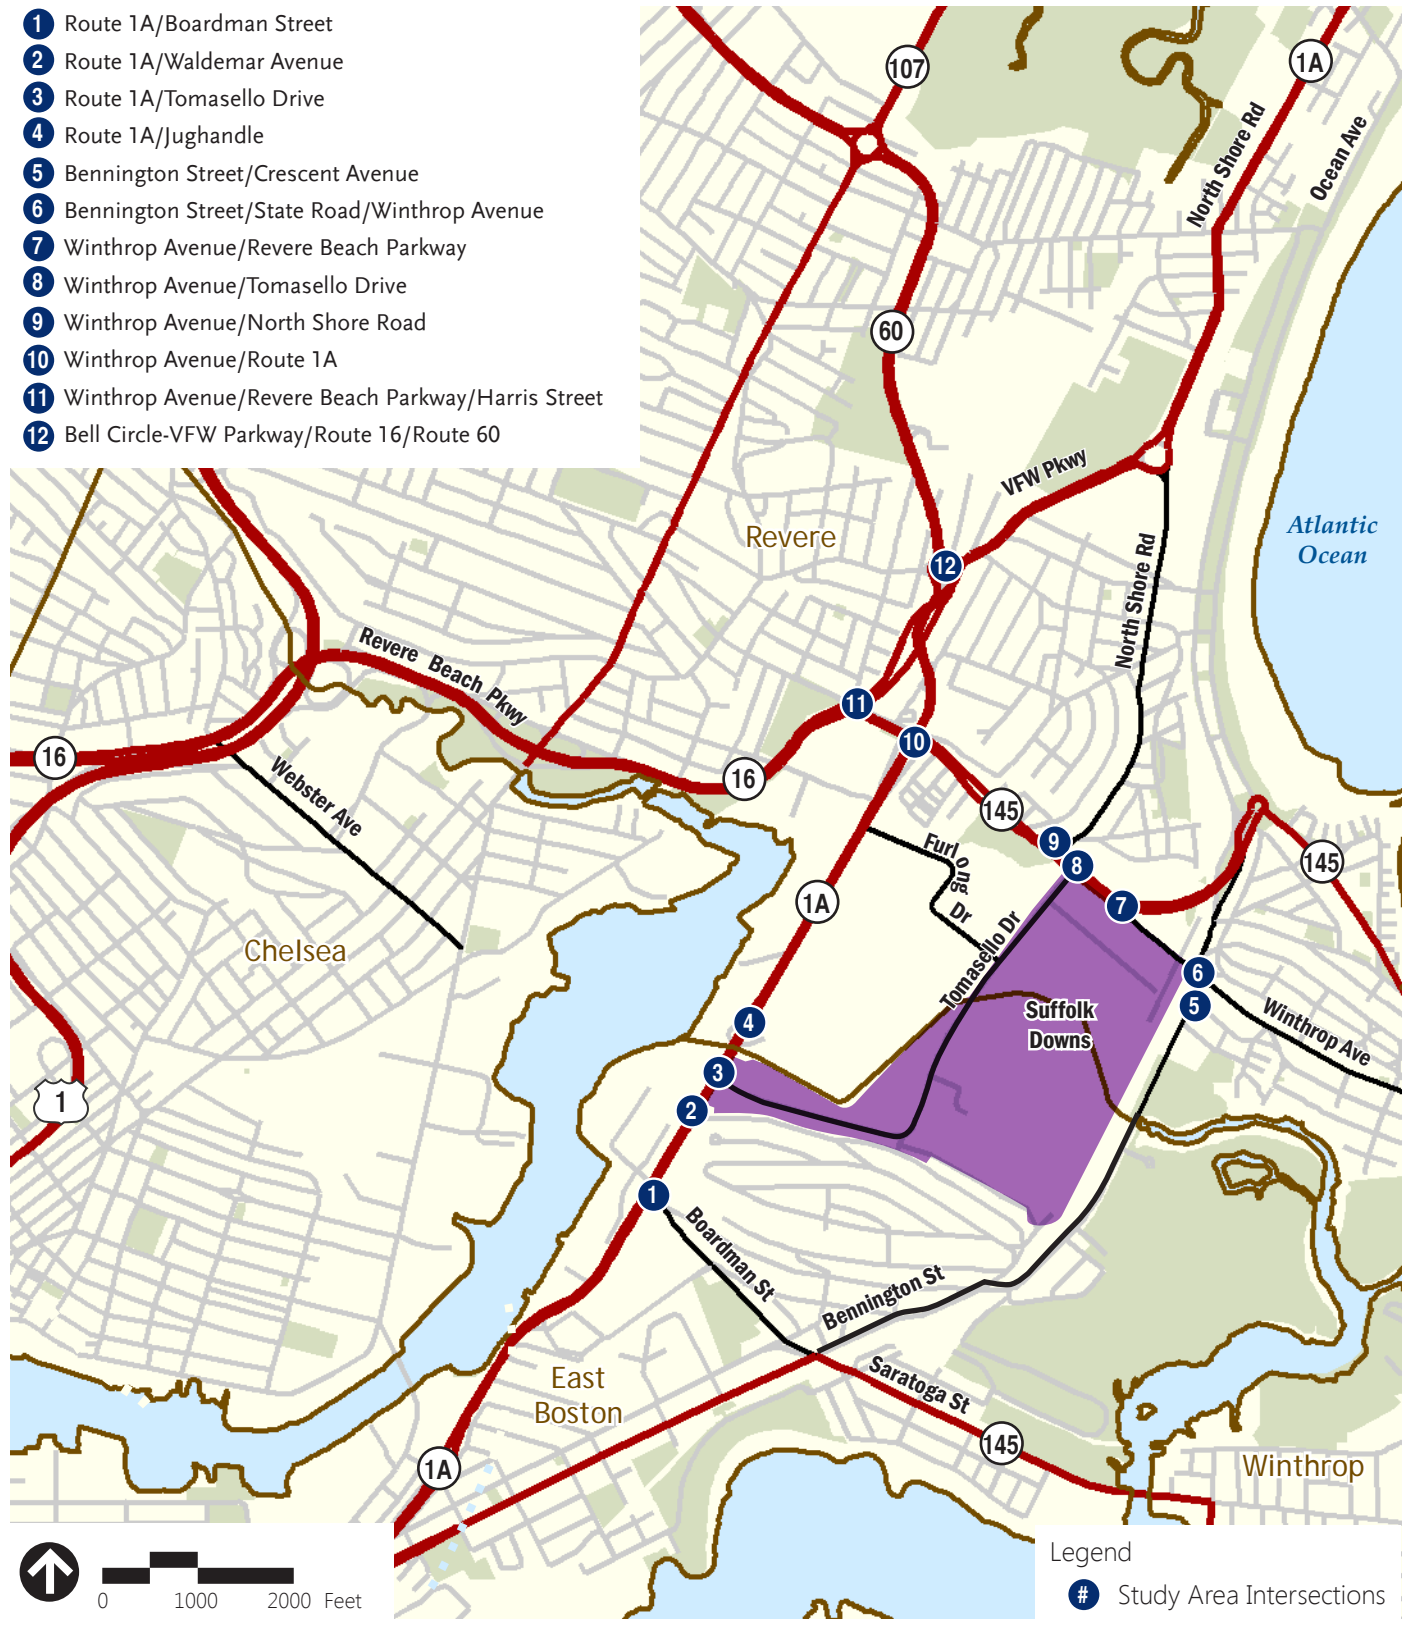 1 Route 1A/Boardman Street
2 Route 1A/Waldemar Avenue
3 Route 1A/Tomasello Drive
4 Route 1A/Jughandle
5 Bennington Street/Crescent Avenue
6 Bennington Street/State Road/Winthrop Avenue
7 Winthrop Avenue/Revere Beach Parkway
8 Winthrop Avenue/Tomasello Drive
9 Winthrop Avenue/North Shore Road
10 Winthrop Avenue/Route 1A
11 Winthrop Avenue/Revere Beach Parkway/Harris Street
12 Bell Circle-VFW Parkway/Route 16/Route 60
107
1A
North Shore Rd
Ocean Ave
60
VFW Pkwy
Revere
Atlantic
Ocean
12
North Shore Rd
Revere Beach Pkwy
11
10
16
16
Webster Ave
145
9
8
145
Furlong Dr
1A
7
Chelsea
Tomasello Dr
6
5
Suffolk
Downs
Winthrop Ave
4
3
2
1
1
Boardman St
Bennington St
East
Boston
Saratoga St
145
1A
Winthrop
0 1000 2000 Feet
Legend
# Study Area Intersections